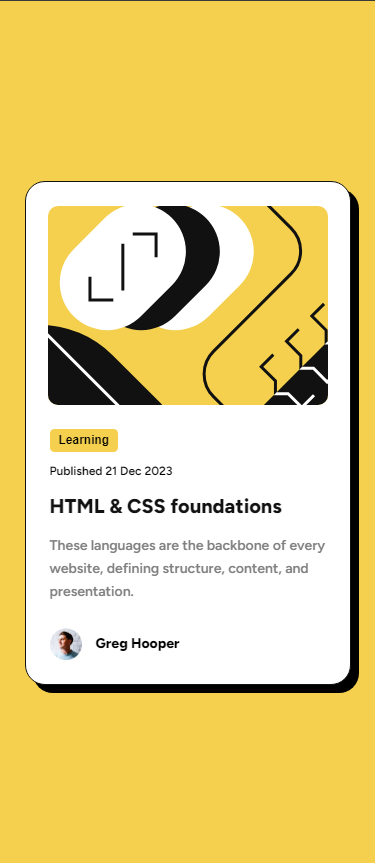 Learning
Published 21 Dec 2023
HTML & CSS foundations
These languages are the backbone of every
website, defining structure, content, and
presentation.
Greg Hooper